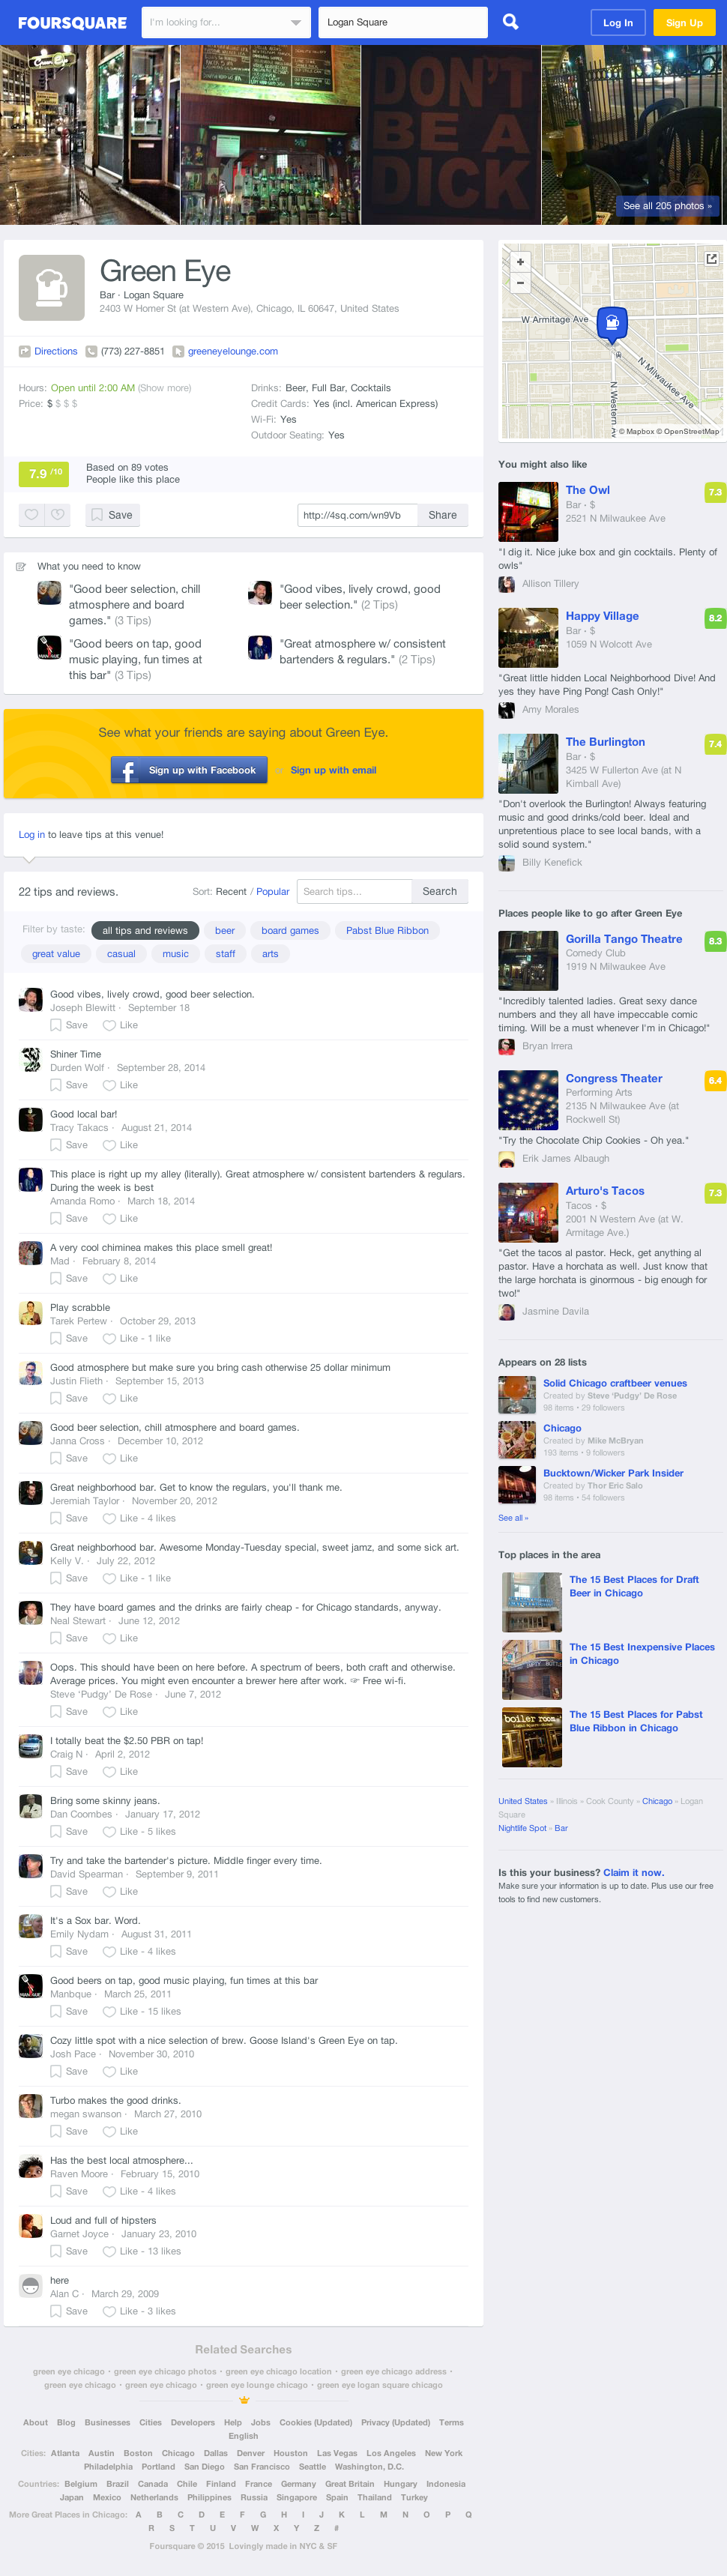 FOURSQUARE
I'm looking for...
Logan Square
Log In
Sign Up
Green Eye
DON'T
BE A
DICK
See all 205 photos »
Green Eye
Bar · Logan Square
2403 W Homer St (at Western Ave), Chicago, IL 60647, United States
Directions
(773) 227-8851
greeneyelounge.com
Hours: Open until 2:00 AM (Show more)
Price: $ $ $ $
Drinks: Beer, Full Bar, Cocktails
Credit Cards: Yes (incl. American Express)
Wi-Fi: Yes
Outdoor Seating: Yes
7.9 /10
Based on 89 votes
People like this place
Save
http://4sq.com/wn9Vb
Share
What you need to know
"Good beer selection, chill
atmosphere and board
games." (3 Tips)
"Good vibes, lively crowd, good
beer selection." (2 Tips)
"Good beers on tap, good
music playing, fun times at
this bar" (3 Tips)
"Great atmosphere w/ consistent
bartenders & regulars." (2 Tips)
See what your friends are saying about Green Eye.
Sign up with Facebook
or
Sign up with email
Log in to leave tips at this venue!
22 tips and reviews.
Sort: Recent / Popular
Search tips...
Search
Filter by taste:
all tips and reviews
beer
board games
Pabst Blue Ribbon
great value
casual
music
staff
arts
Good vibes, lively crowd, good beer selection.
Joseph Blewitt · September 18
Save
Like
Shiner Time
Durden Wolf · September 28, 2014
Save
Like
Good local bar!
Tracy Takacs · August 21, 2014
Save
Like
This place is right up my alley (literally). Great atmosphere w/ consistent bartenders & regulars.
During the week is best
Amanda Romo · March 18, 2014
Save
Like
A very cool chiminea makes this place smell great!
Mad · February 8, 2014
Save
Like
Play scrabble
Tarek Pertew · October 29, 2013
Save
Like - 1 like
Good atmosphere but make sure you bring cash otherwise 25 dollar minimum
Justin Flieth · September 15, 2013
Save
Like
Good beer selection, chill atmosphere and board games.
Janna Cross · December 10, 2012
Save
Like
Great neighborhood bar. Get to know the regulars, you'll thank me.
Jeremiah Taylor · November 20, 2012
Save
Like - 4 likes
Great neighborhood bar. Awesome Monday-Tuesday special, sweet jamz, and some sick art.
Kelly V. · July 22, 2012
Save
Like - 1 like
They have board games and the drinks are fairly cheap - for Chicago standards, anyway.
Neal Stewart · June 12, 2012
Save
Like
Oops. This should have been on here before. A spectrum of beers, both craft and otherwise.
Average prices. You might even encounter a brewer here after work. ☞ Free wi-fi.
Steve 'Pudgy' De Rose · June 7, 2012
Save
Like
I totally beat the $2.50 PBR on tap!
Craig N · April 2, 2012
Save
Like
Bring some skinny jeans.
Dan Coombes · January 17, 2012
Save
Like - 5 likes
Try and take the bartender's picture. Middle finger every time.
David Spearman · September 9, 2011
Save
Like
It's a Sox bar. Word.
Emily Nydam · August 31, 2011
Save
Like - 4 likes
Good beers on tap, good music playing, fun times at this bar
Manbque · March 25, 2011
Save
Like - 15 likes
Cozy little spot with a nice selection of brew. Goose Island's Green Eye on tap.
Josh Pace · November 30, 2010
Save
Like
Turbo makes the good drinks.
megan swanson · March 27, 2010
Save
Like
Has the best local atmosphere...
Raven Moore · February 15, 2010
Save
Like - 4 likes
Loud and full of hipsters
Garnet Joyce · January 23, 2010
Save
Like - 13 likes
here
Alan C · March 29, 2009
Save
Like - 3 likes
W Armitage Ave
N Milwaukee Ave
N Western Av
© Mapbox © OpenStreetMap
You might also like
The Owl
7.3
Bar · $
2521 N Milwaukee Ave
"I dig it. Nice juke box and gin cocktails. Plenty of
owls"
Allison Tillery
Happy Village
8.2
Bar · $
1059 N Wolcott Ave
"Great little hidden Local Neighborhood Dive! And
yes they have Ping Pong! Cash Only!"
Amy Morales
The Burlington
7.4
Bar · $
3425 W Fullerton Ave (at N
Kimball Ave)
"Don't overlook the Burlington! Always featuring
music and good drinks/cold beer. Ideal and
unpretentious place to see local bands, with a
solid sound system."
Billy Kenefick
Places people like to go after Green Eye
Gorilla Tango Theatre
8.3
Comedy Club
1919 N Milwaukee Ave
"Incredibly talented ladies. Great sexy dance
numbers and they all have impeccable comic
timing. Will be a must whenever I'm in Chicago!"
Bryan Irrera
Congress Theater
6.4
Performing Arts
2135 N Milwaukee Ave (at
Rockwell St)
"Try the Chocolate Chip Cookies - Oh yea."
Erik James Albaugh
Arturo's Tacos
7.3
Tacos · $
2001 N Western Ave (at W.
Armitage Ave.)
"Get the tacos al pastor. Heck, get anything al
pastor. Have a horchata as well. Just know that
the large horchata is ginormous - big enough for
two!"
Jasmine Davila
Appears on 28 lists
Solid Chicago craftbeer venues
Created by Steve 'Pudgy' De Rose
98 items • 29 followers
Chicago
Created by Mike McBryan
193 items • 9 followers
Bucktown/Wicker Park Insider
Created by Thor Eric Salo
98 items • 54 followers
See all »
Top places in the area
The 15 Best Places for Draft
Beer in Chicago
The 15 Best Inexpensive Places
in Chicago
boiler room
The 15 Best Places for Pabst
Blue Ribbon in Chicago
United States » Illinois » Cook County » Chicago » Logan
Square
Nightlife Spot » Bar
Is this your business? Claim it now.
Make sure your information is up to date. Plus use our free
tools to find new customers.
Related Searches
green eye chicago • green eye chicago photos • green eye chicago location • green eye chicago address •
green eye chicago • green eye chicago • green eye lounge chicago • green eye logan square chicago
About Blog Businesses Cities Developers Help Jobs Cookies (Updated) Privacy (Updated) Terms
English
Cities: Atlanta Austin Boston Chicago Dallas Denver Houston Las Vegas Los Angeles New York
Philadelphia Portland San Diego San Francisco Seattle Washington, D.C.
Countries: Belgium Brazil Canada Chile Finland France Germany Great Britain Hungary Indonesia
Japan Mexico Netherlands Philippines Russia Singapore Spain Thailand Turkey
More Great Places in Chicago: A B C D E F G H I J K L M N O P Q
R S T U V W X Y Z #
Foursquare © 2015 Lovingly made in NYC & SF